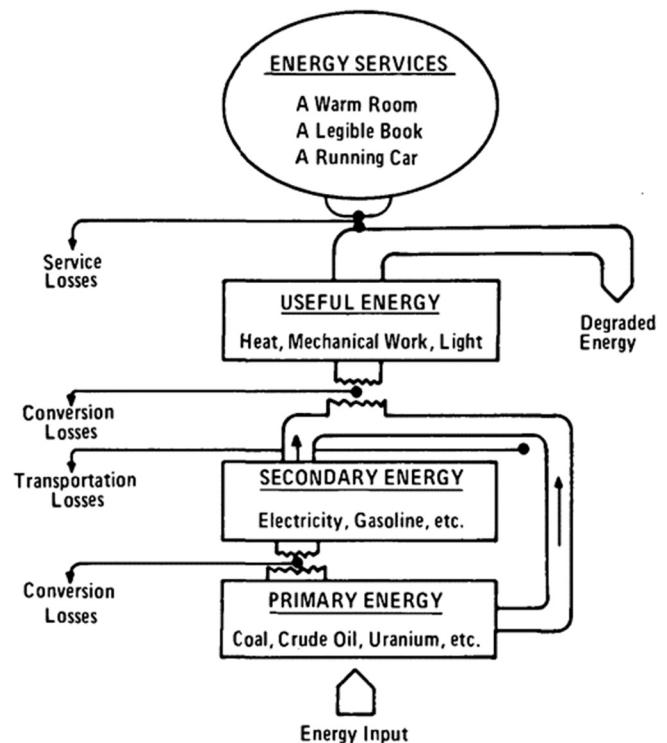 ENERGY SERVICES
A Warm Room
A Legible Book
A Running Car
Service
Losses
USEFUL ENERGY
Heat, Mechanical Work, Light
Degraded
Energy
Conversion
Losses
Transportation
Losses
SECONDARY ENERGY
Electricity, Gasoline, etc.
Conversion
Losses
PRIMARY ENERGY
Coal, Crude Oil, Uranium, etc.
Energy Input